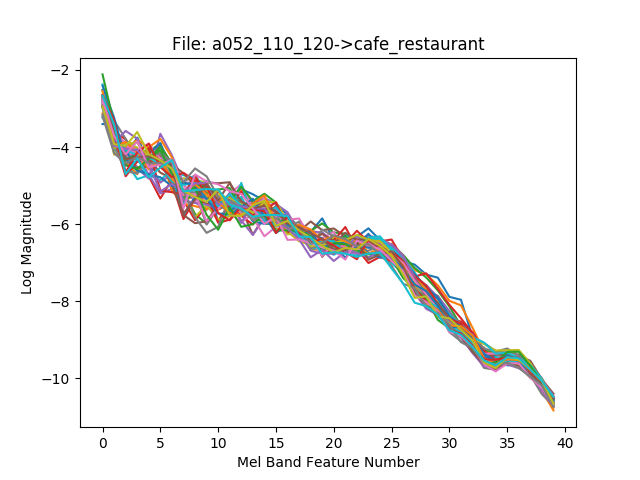 File: a052_110_120->cafe_restaurant
−2
−4
−6
−8
−10
Log Magnitude
0 5 10 15 20 25 30 35 40
Mel Band Feature Number